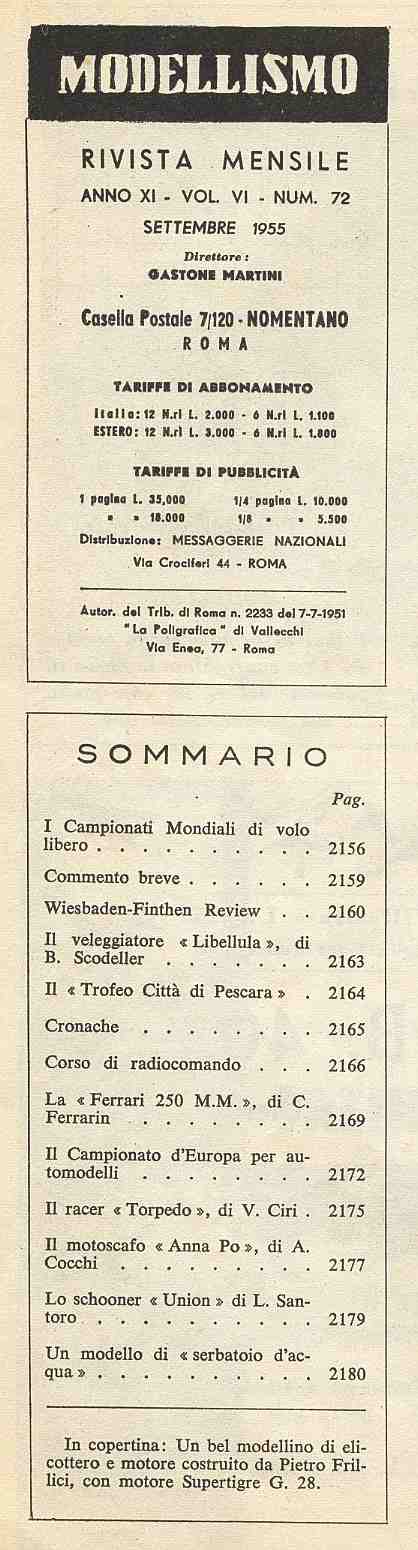 MODELLISMO
RIVISTA MENSILE
ANNO XI - VOL. VI - NUM. 72
SETTEMBRE 1955
Direttore:
GASTONE MARTINI
Casella Postale 7/120 - NOMENTANO
ROMA
TARIFFE DI ABBONAMENTO
Italia: 12 N.ri L. 2.000 - 6 N.ri L. 1.100
ESTERO: 12 N.ri L. 3.000 - 6 N.ri L. 1.800
TARIFFE DI PUBBLICITÀ
1 pagina L. 35,000 1/4 pagina L. 10.000
" " 18.000 1/8 " " 5.500
Distribuzione: MESSAGGERIE NAZIONALI
Via Crociferi 44 - ROMA
Autor. del Trib. di Roma n. 2233 del 7-7-1951
"La Poligrafica" di Vallecchi
Via Enea, 77 - Roma
SOMMARIO
Pag.
I Campionati Mondiali di volo
libero . . . . . . . . . . 2156
Commento breve . . . . . . 2159
Wiesbaden-Finthen Review . . 2160
Il veleggiatore « Libellula », di
B. Scodeller . . . . . . . 2163
Il « Trofeo Città di Pescara » . 2164
Cronache . . . . . . . . 2165
Corso di radiocomando . . . 2166
La « Ferrari 250 M.M. », di C.
Ferrarin . . . . . . . . 2169
Il Campionato d'Europa per au-
tomodelli . . . . . . . . 2172
Il racer « Torpedo », di V. Ciri . 2175
Il motoscafo « Anna Po », di A.
Cocchi . . . . . . . . . 2177
Lo schooner « Union » di L. San-
toro . . . . . . . . . . 2179
Un modello di « serbatoio d'ac-
qua » . . . . . . . . . . 2180
In copertina: Un bel modellino di eli-
cottero e motore costruito da Pietro Fril-
lici, con motore Supertigre G. 28.